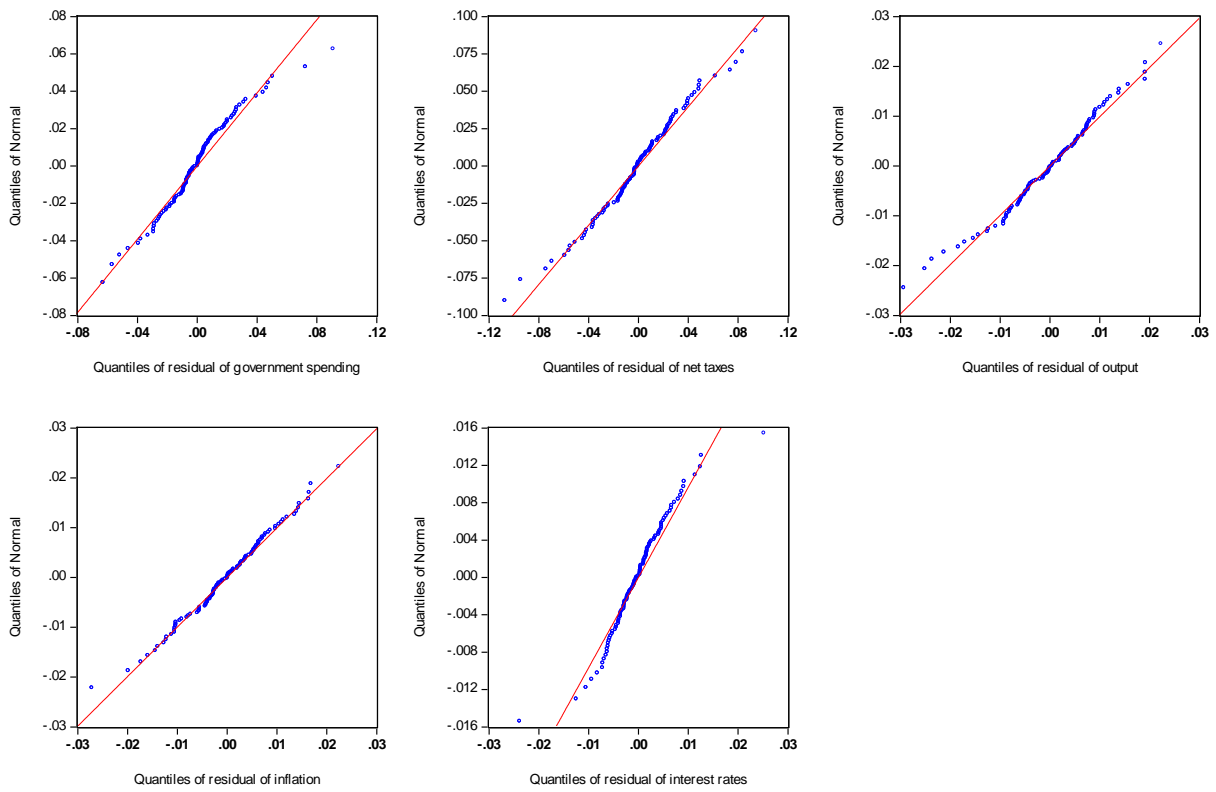 Quantiles of Normal
.08
.06
.04
.02
.00
-.02
-.04
-.06
-.08
-.08 -.04 .00 .04 .08 .12
Quantiles of residual of government spending
Quantiles of Normal
.100
.075
.050
.025
.000
-.025
-.050
-.075
-.100
-.12 -.08 -.04 .00 .04 .08 .12
Quantiles of residual of net taxes
Quantiles of Normal
.03
.02
.01
.00
-.01
-.02
-.03
-.03 -.02 -.01 .00 .01 .02 .03
Quantiles of residual of output
Quantiles of Normal
.03
.02
.01
.00
-.01
-.02
-.03
-.03 -.02 -.01 .00 .01 .02 .03
Quantiles of residual of inflation
Quantiles of Normal
.016
.012
.008
.004
.000
-.004
-.008
-.012
-.016
-.03 -.02 -.01 .00 .01 .02 .03
Quantiles of residual of interest rates